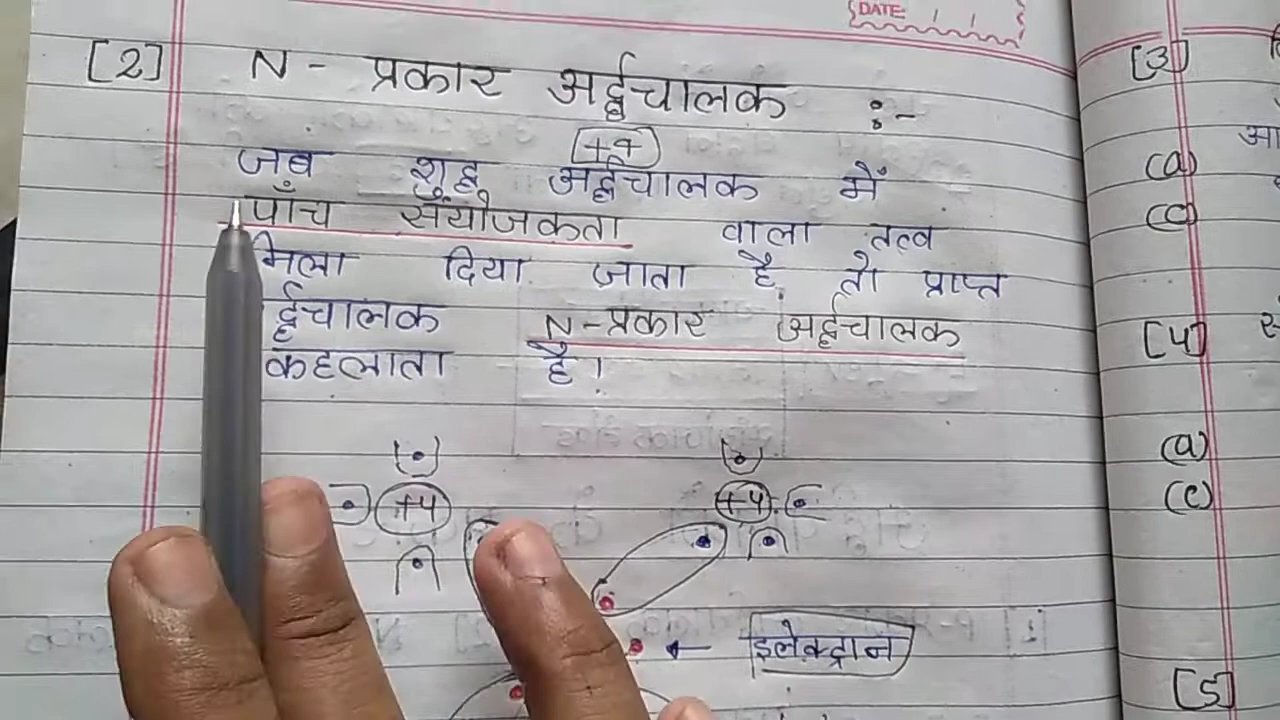 DATE: / /
[2] N - प्रकार अर्द्धचालक :-
+4
जब शुद्ध अर्द्धचालक में
पाँच संयोजकता वाला तत्व
मिला दिया जाता है तो प्राप्त
र्द्धचालक N-प्रकार अर्द्धचालक
कहलाता है।
+4 +4
इलेक्ट्रान
[3]
(a)
(c)
[4]
(a)
(c)
[5]